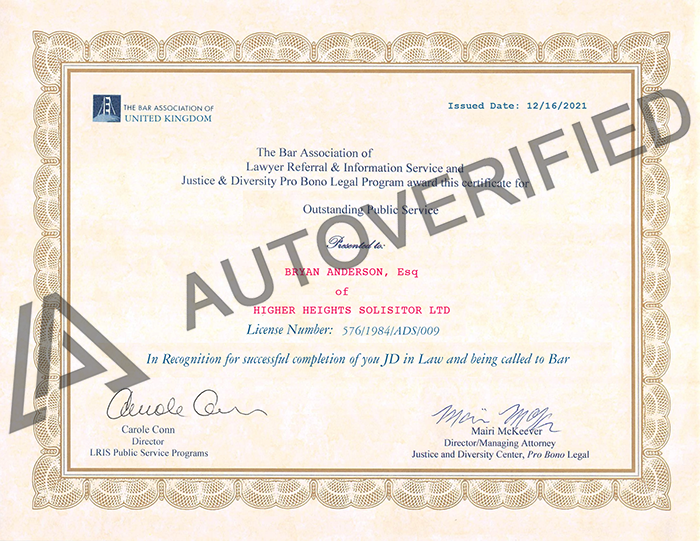 THE BAR ASSOCIATION OF
UNITED KINGDOM
Issued Date: 12/16/2021
The Bar Association of
Lawyer Referral & Information Service and
Justice & Diversity Pro Bono Legal Program award this certificate for
Outstanding Public Service
Presented to:
BRYAN ANDERSON, Esq
of
HIGHER HEIGHTS SOLISITOR LTD
License Number: 576/1984/ADS/009
In Recognition for successful completion of you JD in Law and being called to Bar
Carole Conn
Carole Conn
Director
LRIS Public Service Programs
Mairi McKeever
Director/Managing Attorney
Justice and Diversity Center, Pro Bono Legal
AUTOVERIFIED